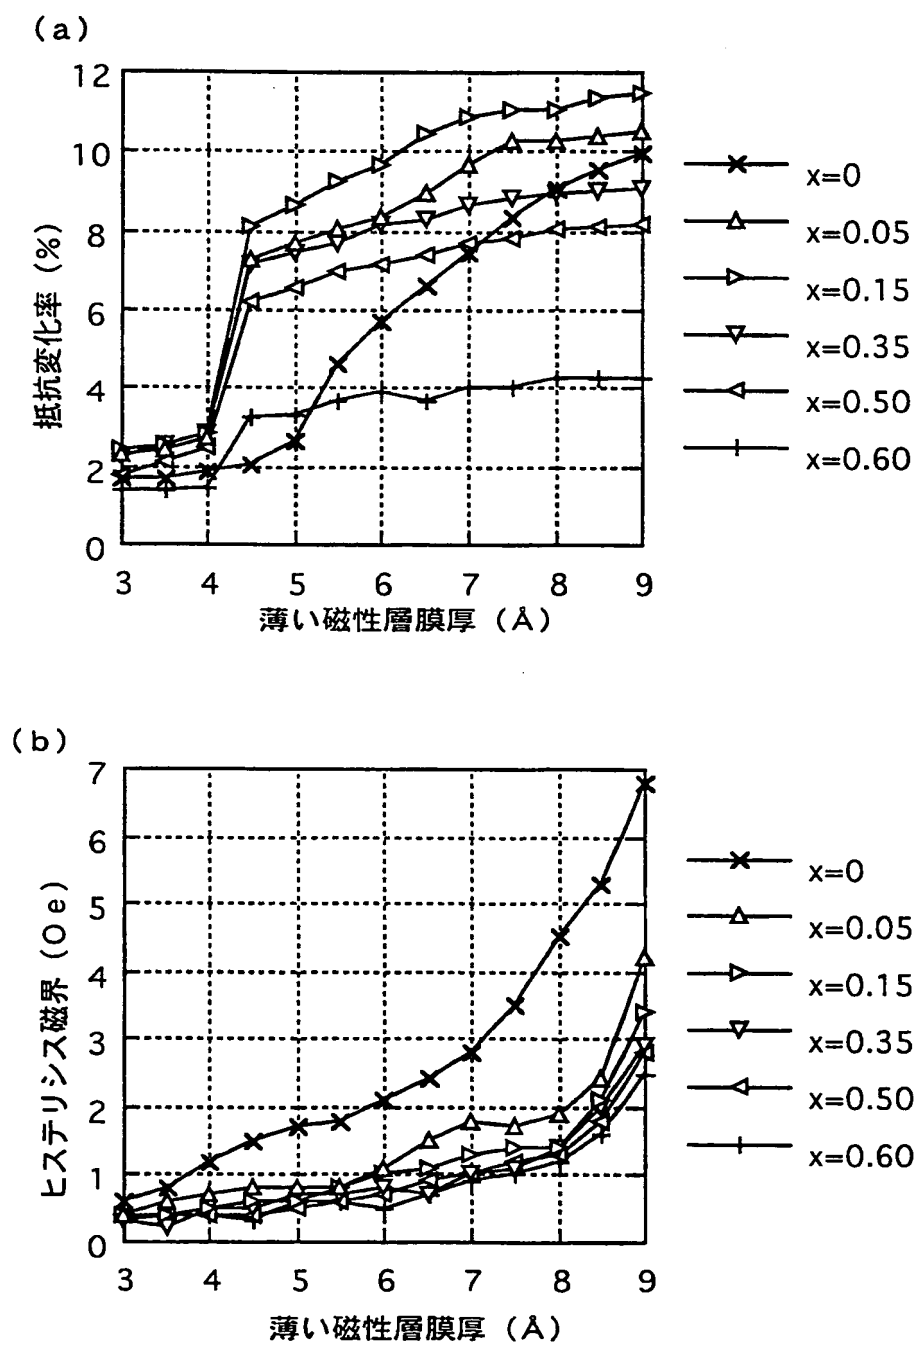 (a)
12
10
8
6
4
2
0
抵抗変化率 (%)
3 4 5 6 7 8 9
薄い磁性層膜厚 (Å)
x=0
x=0.05
x=0.15
x=0.35
x=0.50
x=0.60
(b)
7
6
5
4
3
2
1
0
ヒステリシス磁界 (Oe)
3 4 5 6 7 8 9
薄い磁性層膜厚 (Å)
x=0
x=0.05
x=0.15
x=0.35
x=0.50
x=0.60